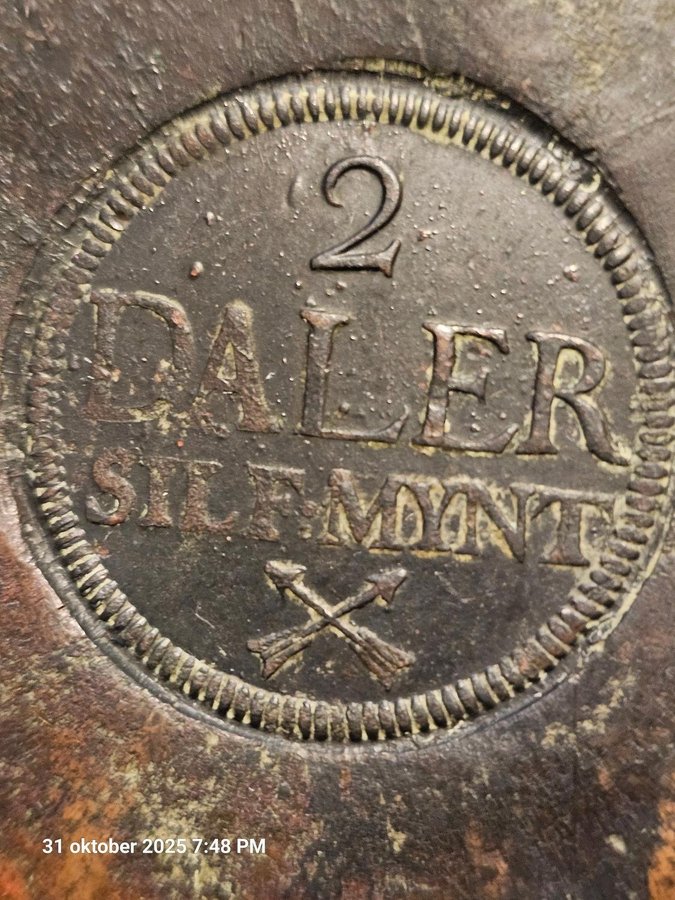 2
DALER
SILF.MYNT
31 oktober 2025 7:48 PM